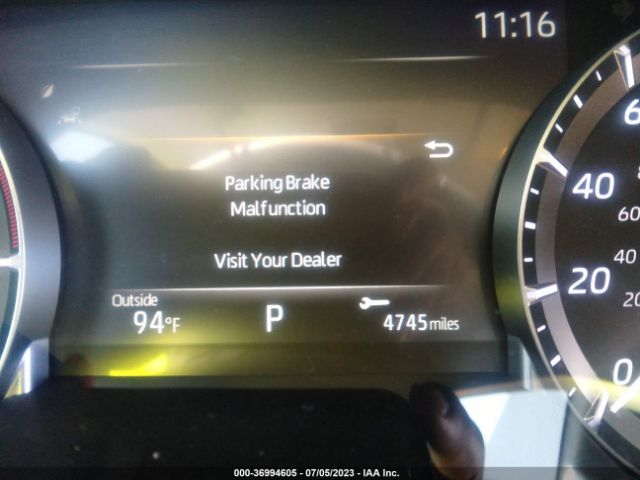 11:16
Parking Brake
Malfunction
Visit Your Dealer
Outside
94°F
P
4745 miles
40
60
20
40
20
0
000-36994605 - 07/05/2023 - IAA Inc.